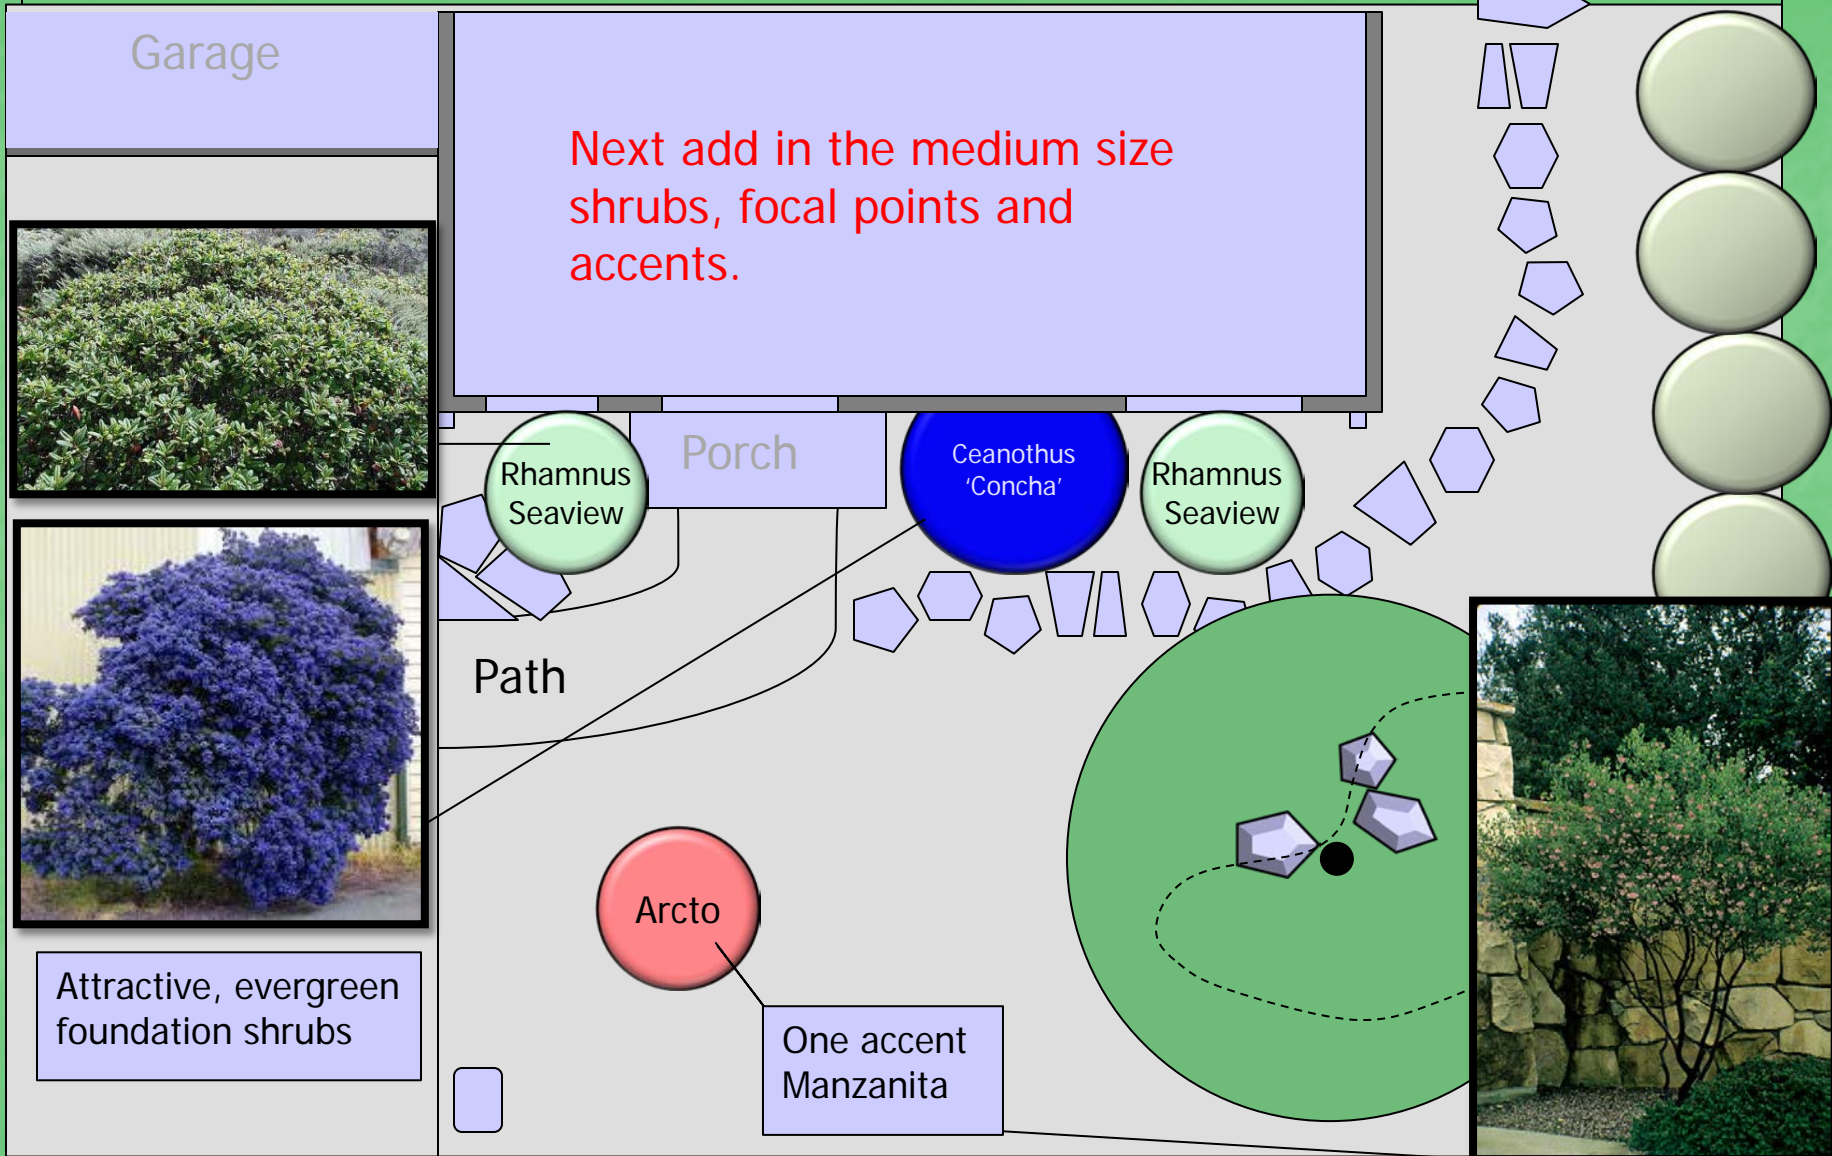 Garage
Next add in the medium size
shrubs, focal points and
accents.
Rhamnus
Seaview
Porch
Ceanothus
‘Concha’
Rhamnus
Seaview
Path
Arcto
Attractive, evergreen
foundation shrubs
One accent
Manzanita